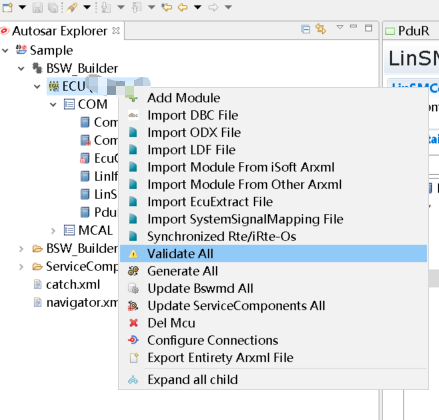 Autosar Explorer
PduR
Sample
LinSM
BSW_Builder
LinSMC
ECU (
COM
Com
Com
EcuC
LinIf
LinS
Pdu
MCAL
BSW_Builder
ServiceComp
catch.xml
navigator.xm
Add Module
Import DBC File
Import ODX File
Import LDF File
Import Module From iSoft Arxml
Import Module From Other Arxml
Import EcuExtract File
Import SystemSignalMapping File
Synchronized Rte/iRte-Os
Validate All
Generate All
Update Bswmd All
Update ServiceComponents All
Del Mcu
Configure Connections
Export Entirety Arxml File
Expand all child